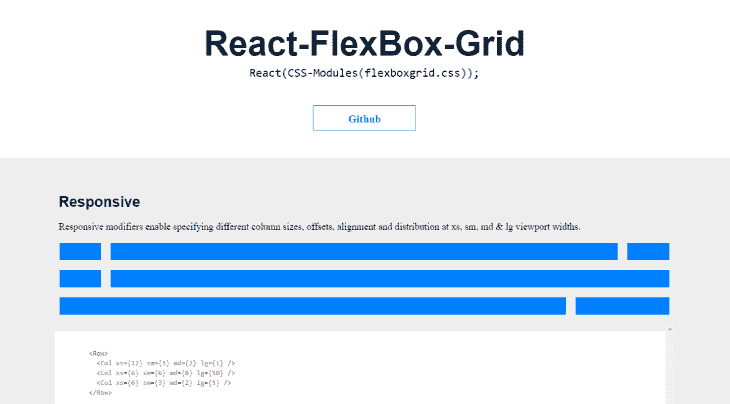 React-FlexBox-Grid
React(CSS-Modules(flexboxgrid.css));
Github
Responsive
Responsive modifiers enable specifying different column sizes, offsets, alignment and distribution at xs, sm, md & lg viewport widths.
<Row>
<Col xs={12} sm={3} md={2} lg={1} />
<Col xs={6} sm={6} md={8} lg={10} />
<Col xs={6} sm={3} md={2} lg={1} />
</Row>